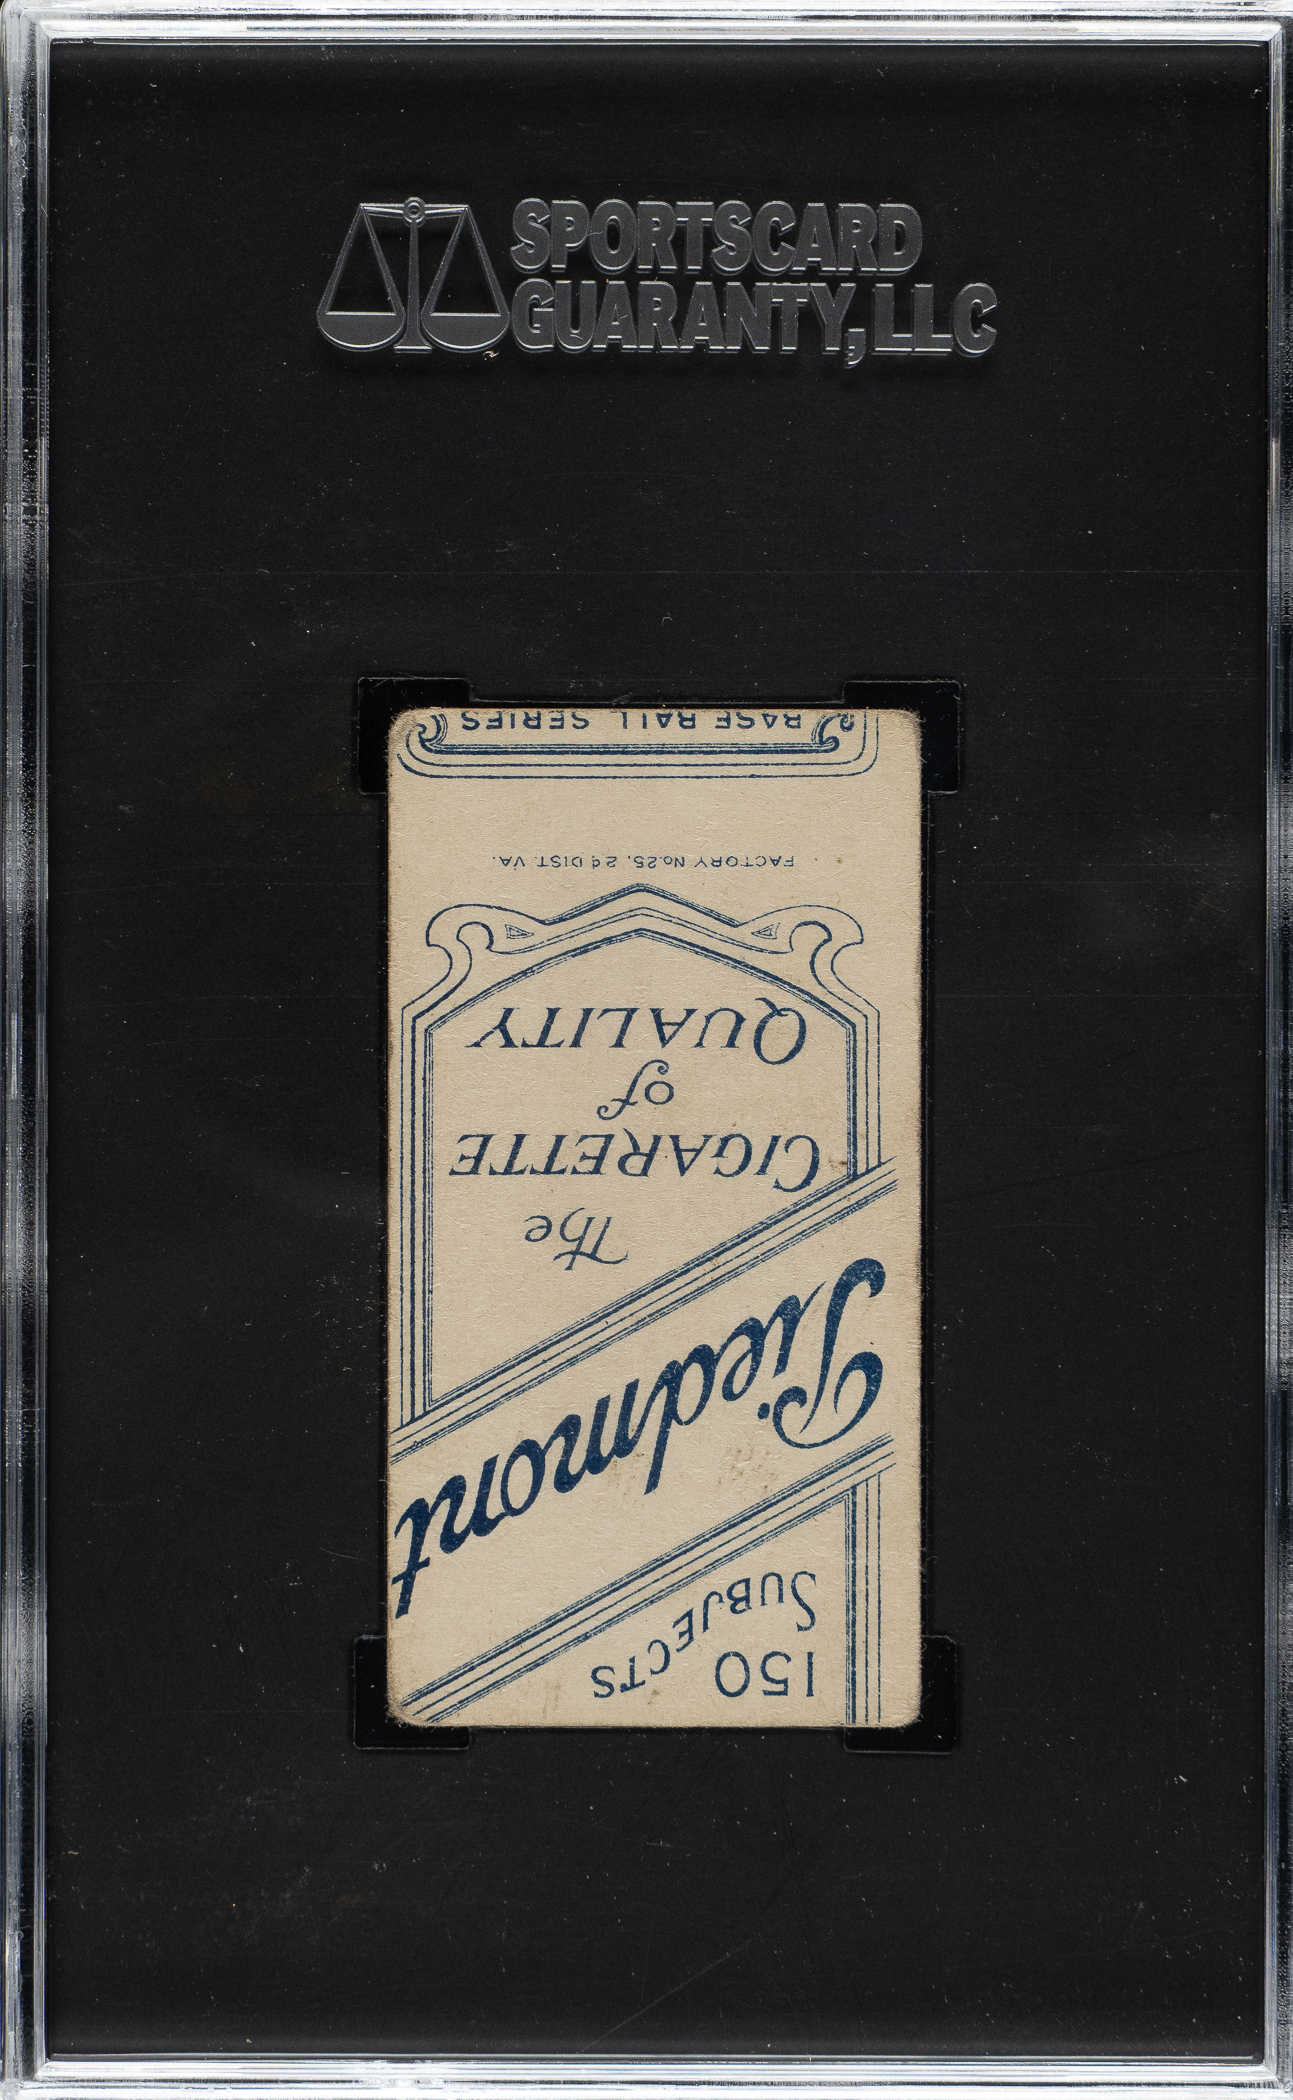 SPORTSCARD
GUARANTY, LLC
BASE BALL SERIES
150
SUBJECTS
Piedmont
The
CIGARETTE
of
QUALITY
FACTORY No. 25, 2d DIST. VA.